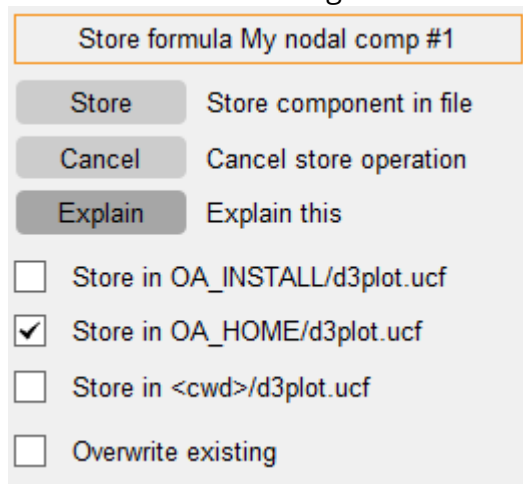 Store formula My nodal comp #1
Store Store component in file
Cancel Cancel store operation
Explain Explain this
Store in OA_INSTALL/d3plot.ucf
Store in OA_HOME/d3plot.ucf
Store in <cwd>/d3plot.ucf
Overwrite existing